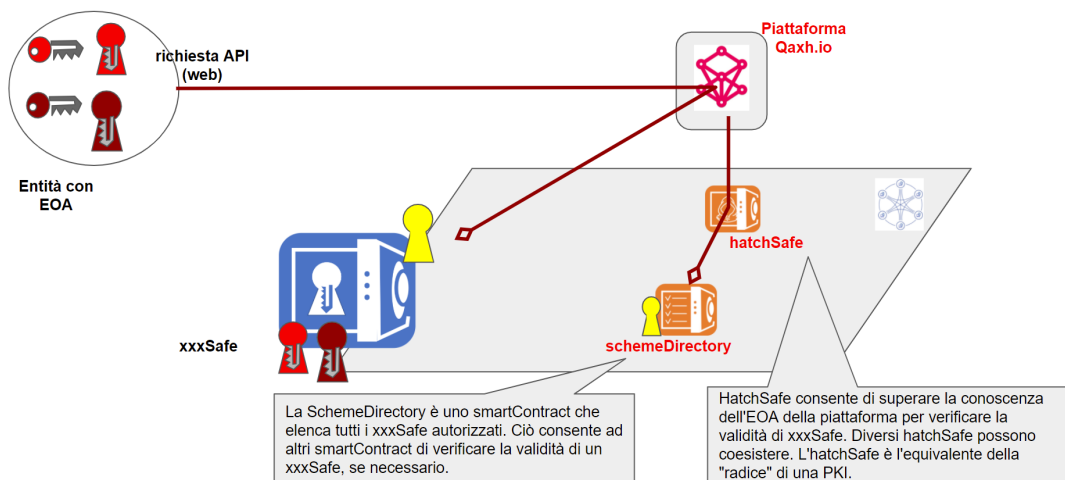 Piattaforma
Qaxh.io
richiesta API
(web)
Entità con
EOA
hatchSafe
xxxSafe
schemeDirectory
La SchemeDirectory è uno smartContract che
elenca tutti i xxxSafe autorizzati. Ciò consente ad
altri smartContract di verificare la validità di un
xxxSafe, se necessario.
HatchSafe consente di superare la conoscenza
dell'EOA della piattaforma per verificare la
validità di xxxSafe. Diversi hatchSafe possono
coesistere. L'hatchSafe è l'equivalente della
"radice" di una PKI.